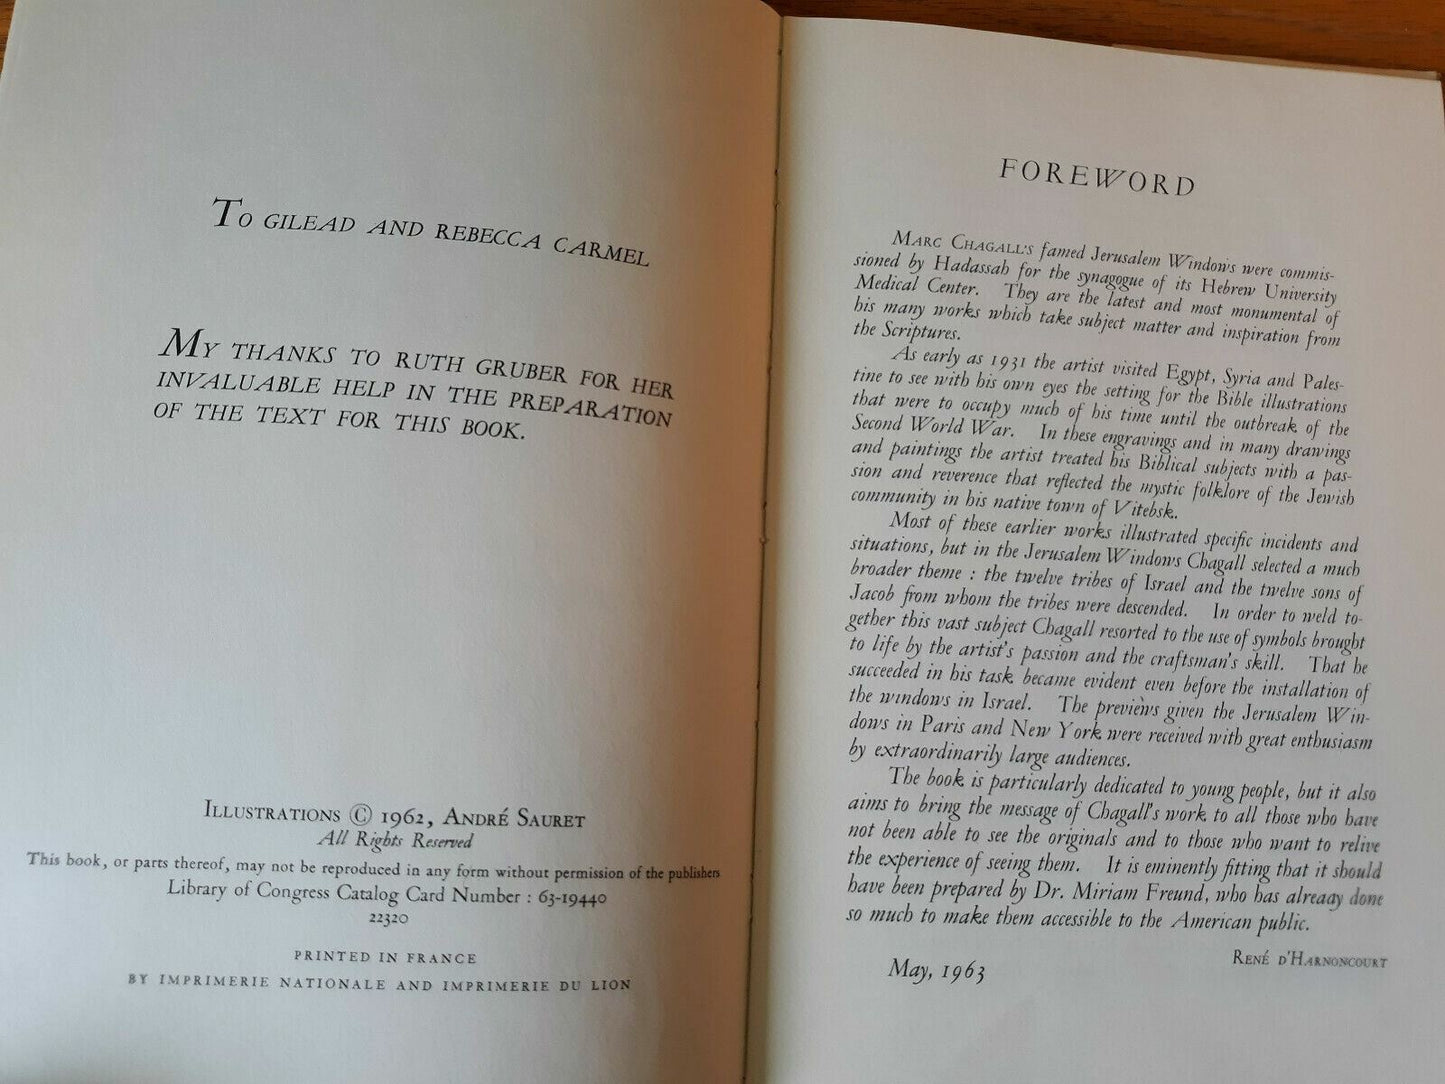 To GILEAD AND REBECCA CARMEL
MY THANKS TO RUTH GRUBER FOR HER
INVALUABLE HELP IN THE PREPARATION
OF THE TEXT FOR THIS BOOK.
ILLUSTRATIONS © 1962, ANDRÉ SAURET
All Rights Reserved
This book, or parts thereof, may not be reproduced in any form without permission of the publishers
Library of Congress Catalog Card Number : 63-19440
22320
PRINTED IN FRANCE
BY IMPRIMERIE NATIONALE AND IMPRIMERIE DU LION
FOREWORD
MARC CHAGALL'S famed Jerusalem Windows were commis-
sioned by Hadassah for the synagogue of its Hebrew University
Medical Center. They are the latest and most monumental of
his many works which take subject matter and inspiration from
the Scriptures.
As early as 1931 the artist visited Egypt, Syria and Pales-
tine to see with his own eyes the setting for the Bible illustrations
that were to occupy much of his time until the outbreak of the
Second World War. In these engravings and in many drawings
and paintings the artist treated his Biblical subjects with a pas-
sion and reverence that reflected the mystic folklore of the Jewish
community in his native town of Vitebsk.
Most of these earlier works illustrated specific incidents and
situations, but in the Jerusalem Windows Chagall selected a much
broader theme : the twelve tribes of Israel and the twelve sons of
Jacob from whom the tribes were descended. In order to weld to-
gether this vast subject Chagall resorted to the use of symbols brought
to life by the artist's passion and the craftsman's skill. That he
succeeded in his task became evident even before the installation of
the windows in Israel. The previews given the Jerusalem Win-
dows in Paris and New York were received with great enthusiasm
by extraordinarily large audiences.
The book is particularly dedicated to young people, but it also
aims to bring the message of Chagall's work to all those who have
not been able to see the originals and to those who want to relive
the experience of seeing them. It is eminently fitting that it should
have been prepared by Dr. Miriam Freund, who has already done
so much to make them accessible to the American public.
RENÉ D'HARNONCOURT
May, 1963